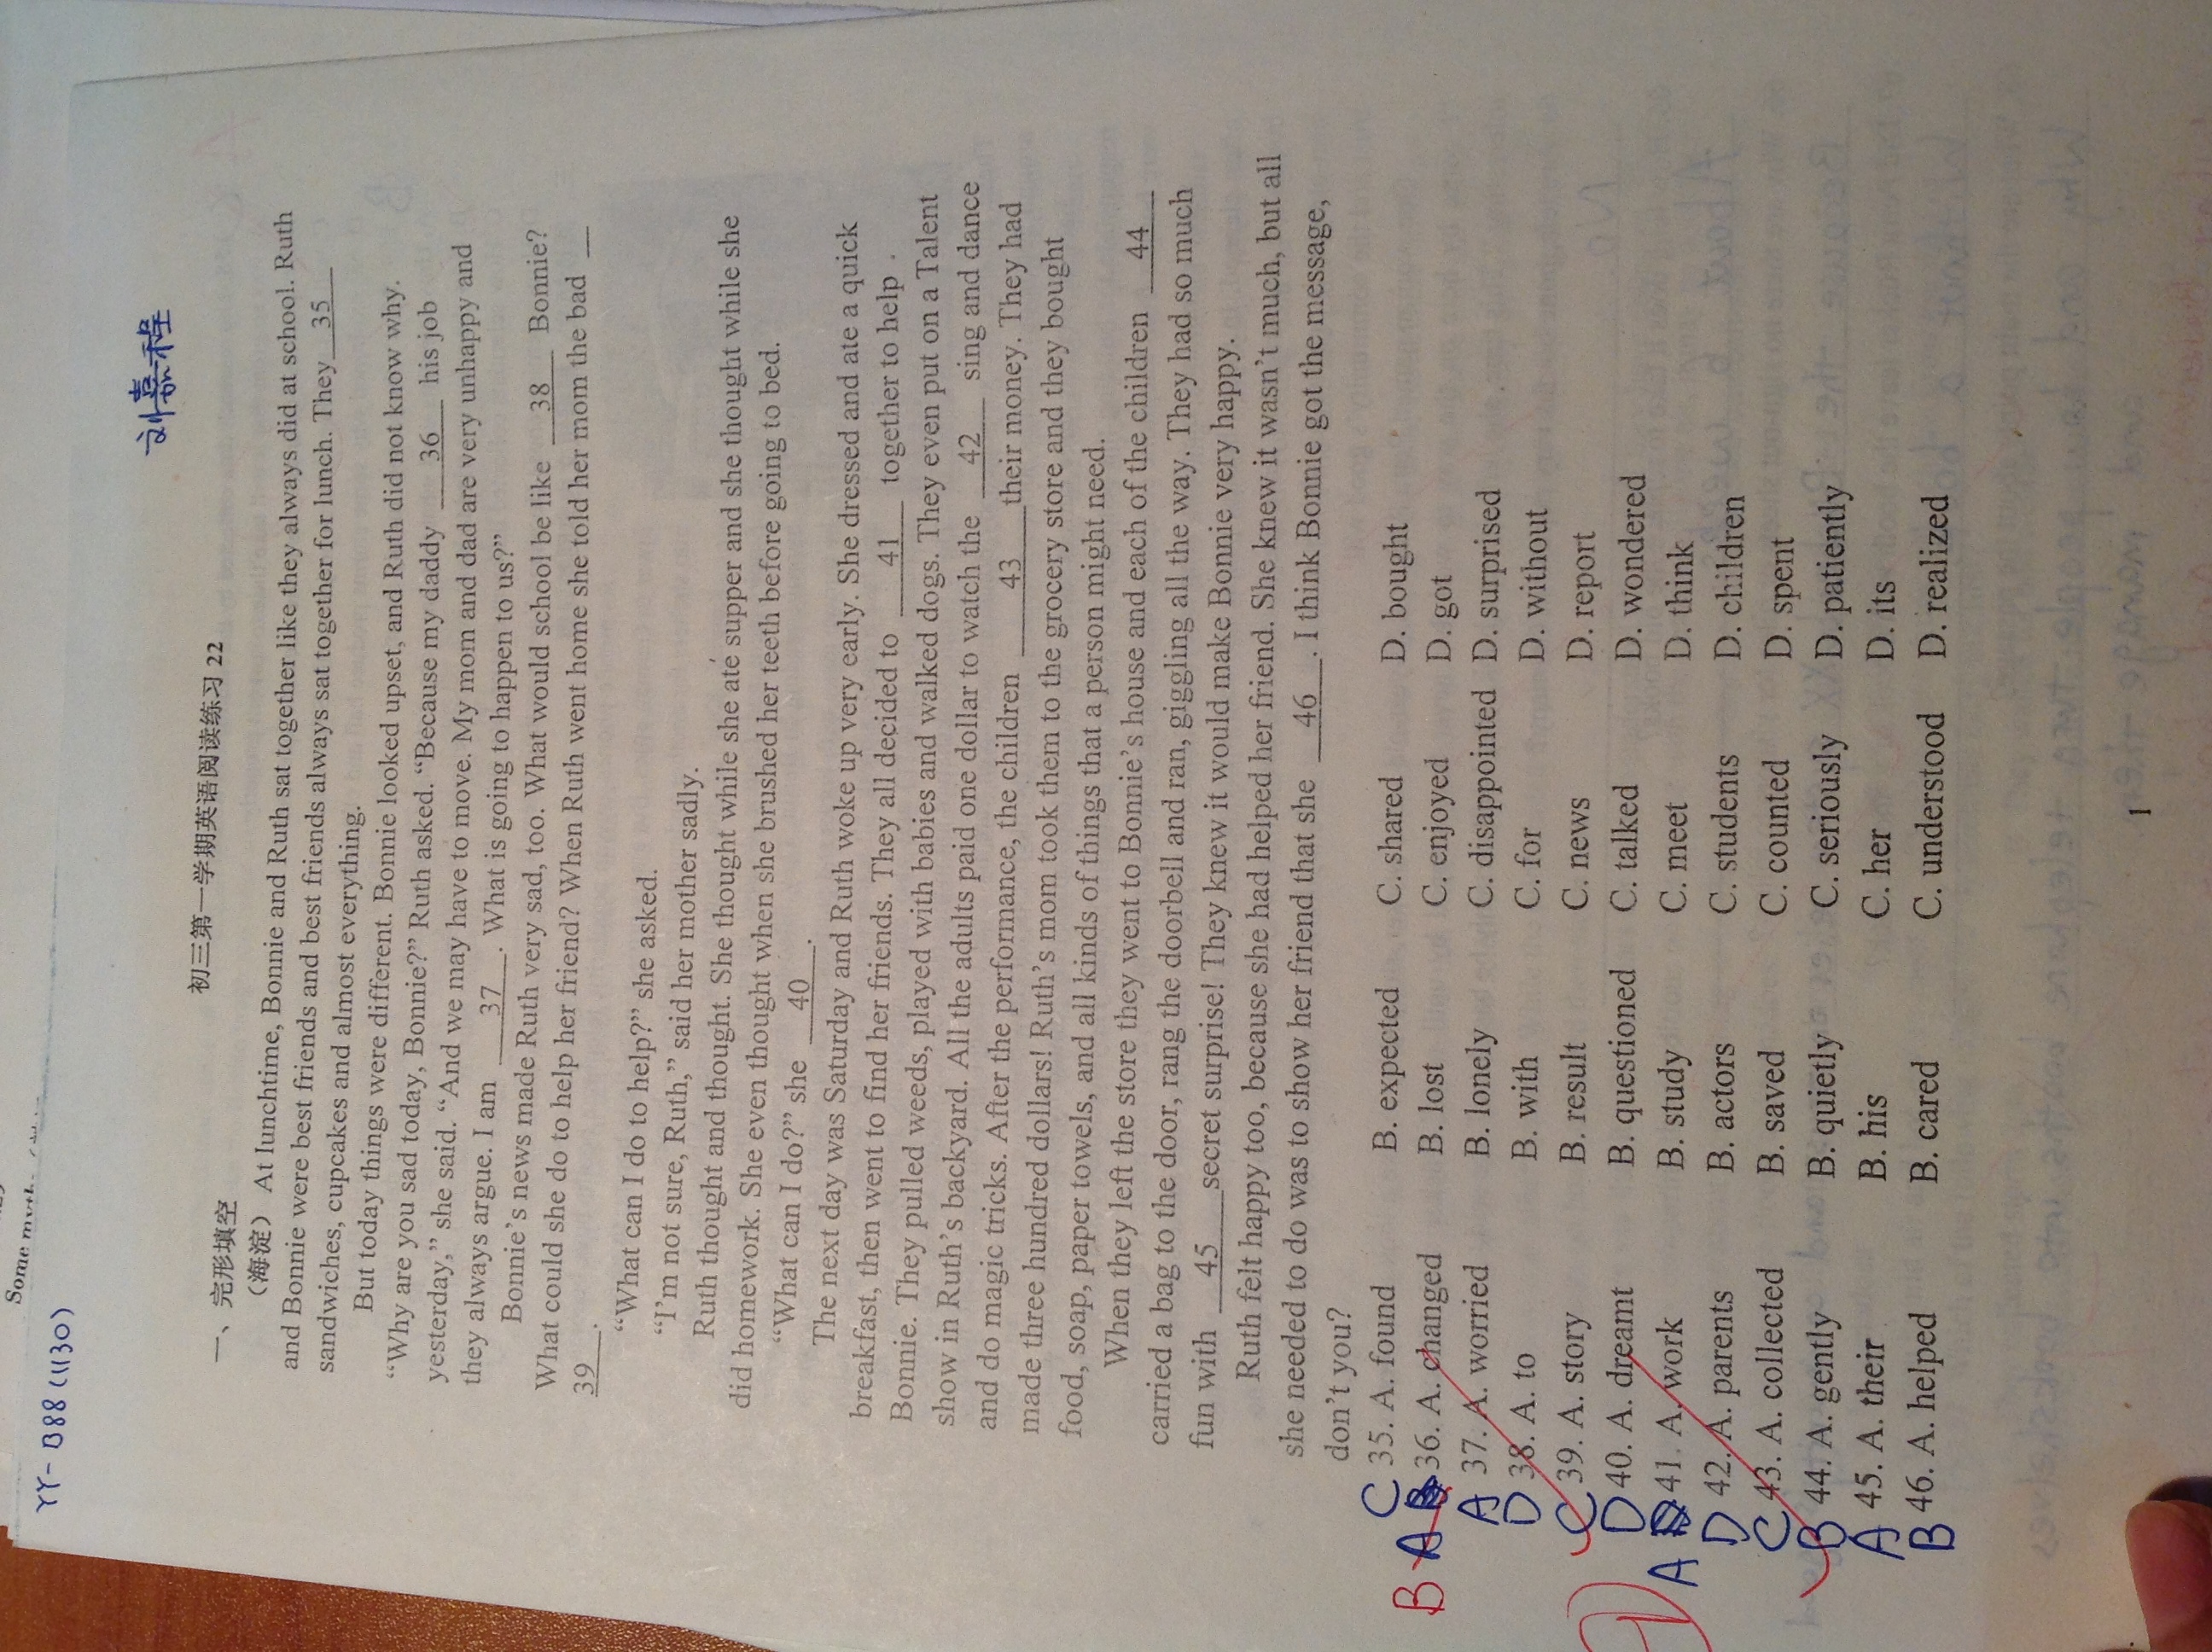 Some
YY-B88(1130)
刘嘉程
初三第一学期英语阅读练习 22
一、完形填空
（海淀） At lunchtime, Bonnie and Ruth sat together like they always did at school. Ruth
and Bonnie were best friends and best friends always sat together for lunch. They 35
sandwiches, cupcakes and almost everything.
But today things were different. Bonnie looked upset, and Ruth did not know why.
“Why are you sad today, Bonnie?” Ruth asked. “Because my daddy 36 his job
yesterday,” she said. “And we may have to move. My mom and dad are very unhappy and
they always argue. I am 37 . What is going to happen to us?”
Bonnie’s news made Ruth very sad, too. What would school be like 38 Bonnie?
What could she do to help her friend? When Ruth went home she told her mom the bad __
39 .
“What can I do to help?” she asked.
“I’m not sure, Ruth,” said her mother sadly.
Ruth thought and thought. She thought while she ate supper and she thought while she
did homework. She even thought when she brushed her teeth before going to bed.
“What can I do?” she 40 .
The next day was Saturday and Ruth woke up very early. She dressed and ate a quick
breakfast, then went to find her friends. They all decided to 41 together to help
Bonnie. They pulled weeds, played with babies and walked dogs. They even put on a Talent
show in Ruth’s backyard. All the adults paid one dollar to watch the 42 sing and dance
and do magic tricks. After the performance, the children 43 their money. They had
made three hundred dollars! Ruth’s mom took them to the grocery store and they bought
food, soap, paper towels, and all kinds of things that a person might need.
When they left the store they went to Bonnie’s house and each of the children 44
carried a bag to the door, rang the doorbell and ran, giggling all the way. They had so much
fun with 45 secret surprise! They knew it would make Bonnie very happy.
Ruth felt happy too, because she had helped her friend. She knew it wasn’t much, but all
she needed to do was to show her friend that she 46 . I think Bonnie got the message,
don’t you?
C 35. A. found B. expected C. shared D. bought
B A 36. A. changed B. lost C. enjoyed D. got
A 37. A. worried B. lonely C. disappointed D. surprised
D 38. A. to B. with C. for D. without
C 39. A. story B. result C. news D. report
D 40. A. dreamt B. questioned C. talked D. wondered
A 41. A. work B. study C. meet D. think
D 42. A. parents B. actors C. students D. children
C 43. A. collected B. saved C. counted D. spent
B 44. A. gently B. quietly C. seriously D. patiently
A 45. A. their B. his C. her D. its
B 46. A. helped B. cared C. understood D. realized
1